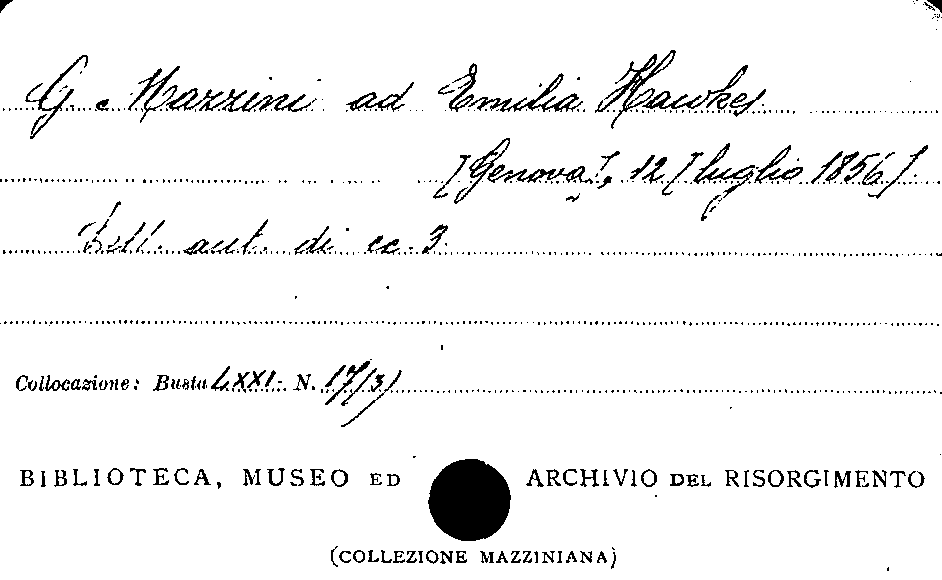 G. Mazzini ad Emilia Hawkes.
[Genova], 12 [luglio 1856].
Lett. aut. di cc. 3.
Collocazione: Busta LXXI. N. 17/3)
BIBLIOTECA, MUSEO ED ARCHIVIO DEL RISORGIMENTO
(COLLEZIONE MAZZINIANA)